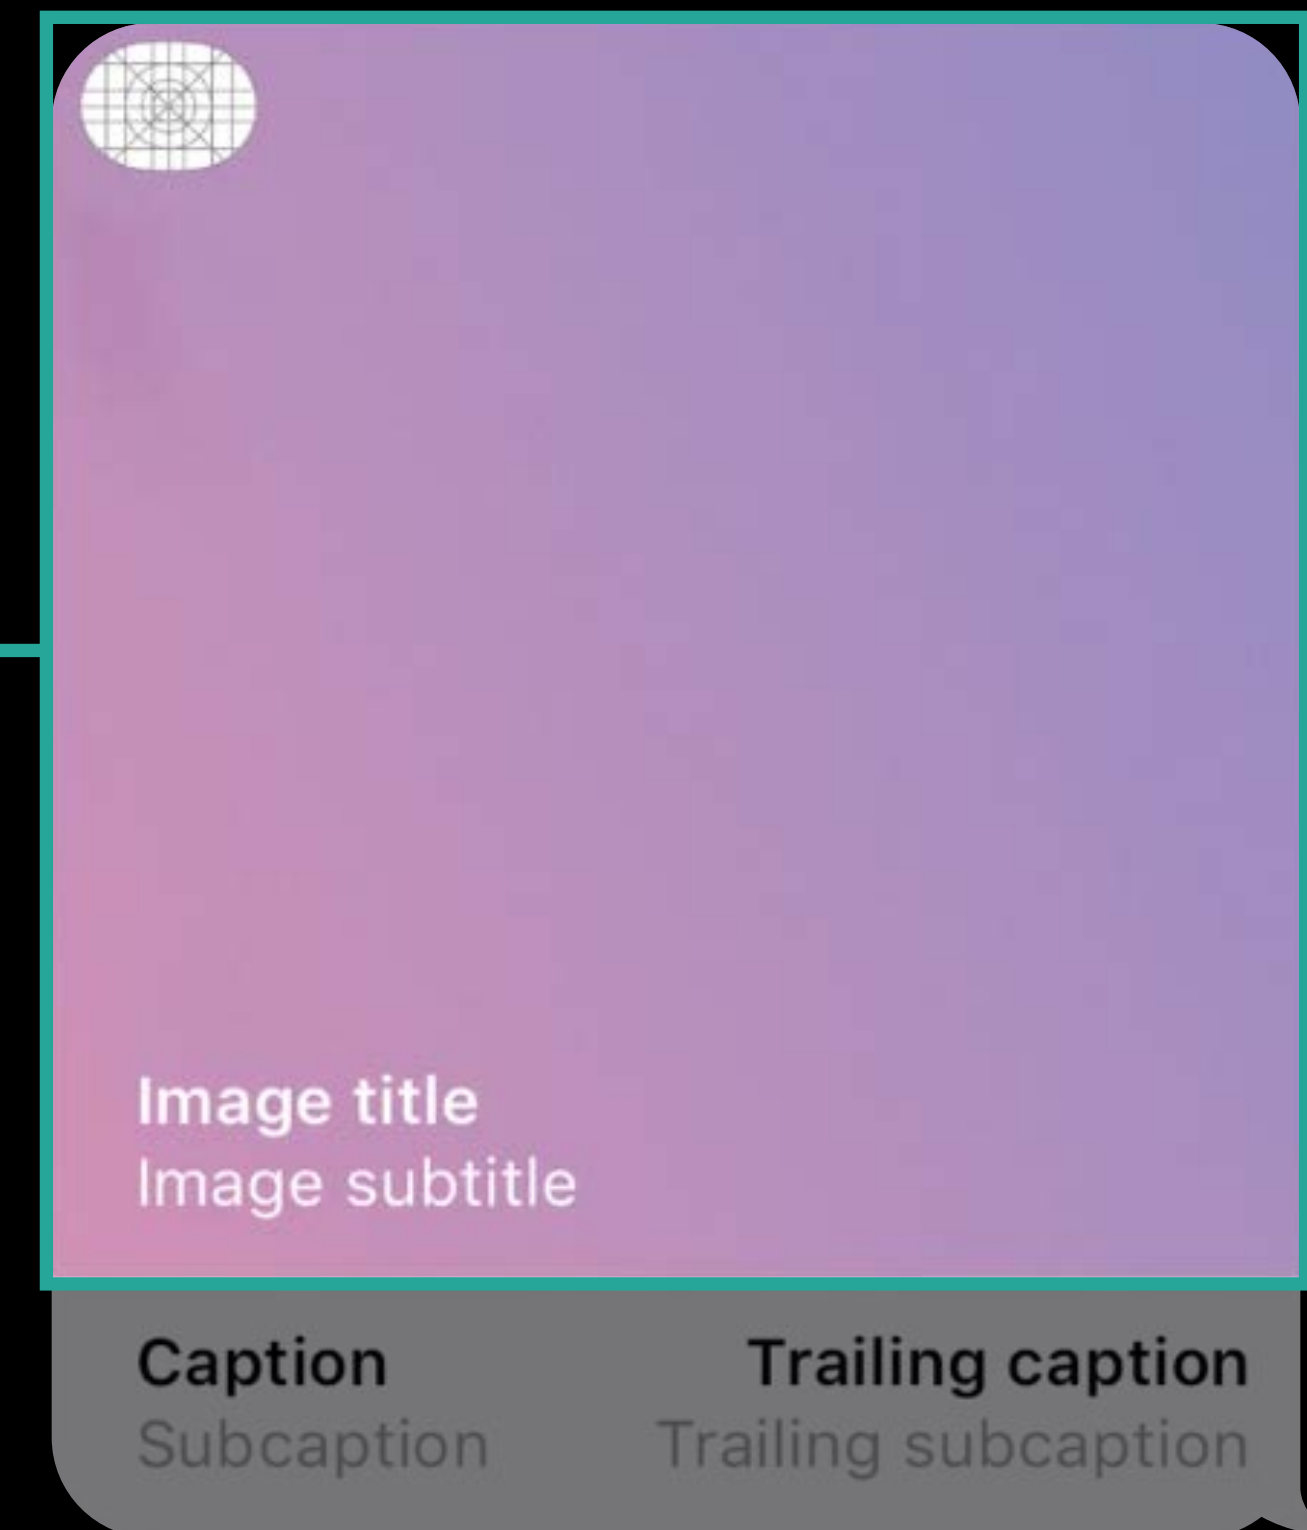 Image title
Image subtitle
Caption
Trailing caption
Subcaption
Trailing subcaption